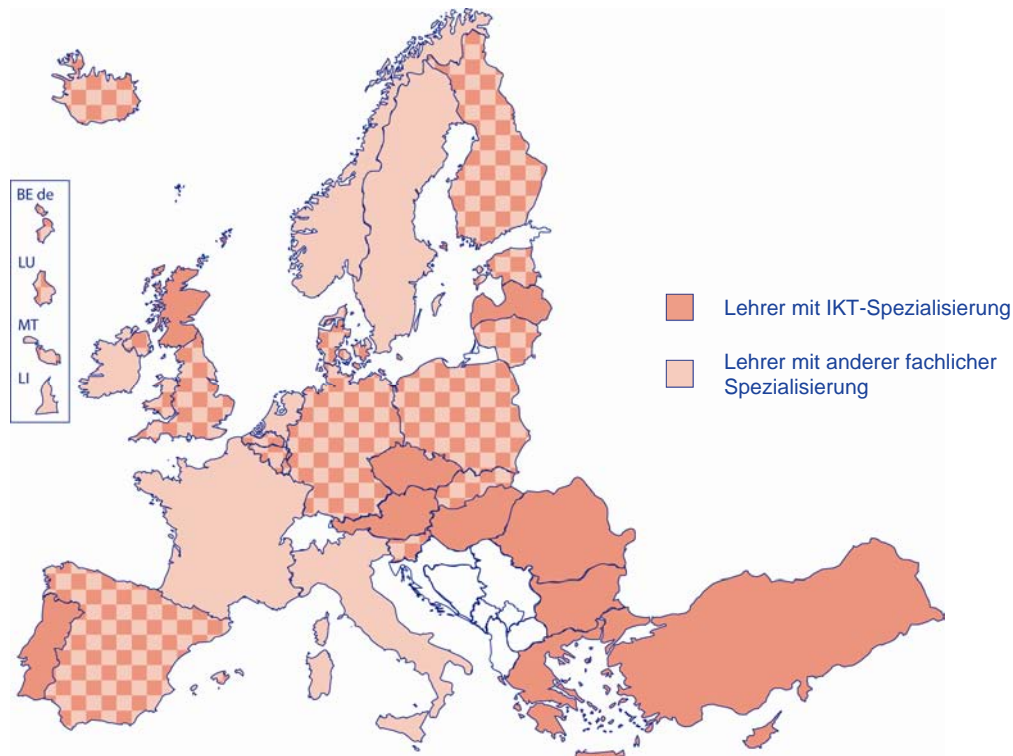 BE de
LU
MT
LI
Lehrer mit IKT-Spezialisierung
Lehrer mit anderer fachlicher
Spezialisierung